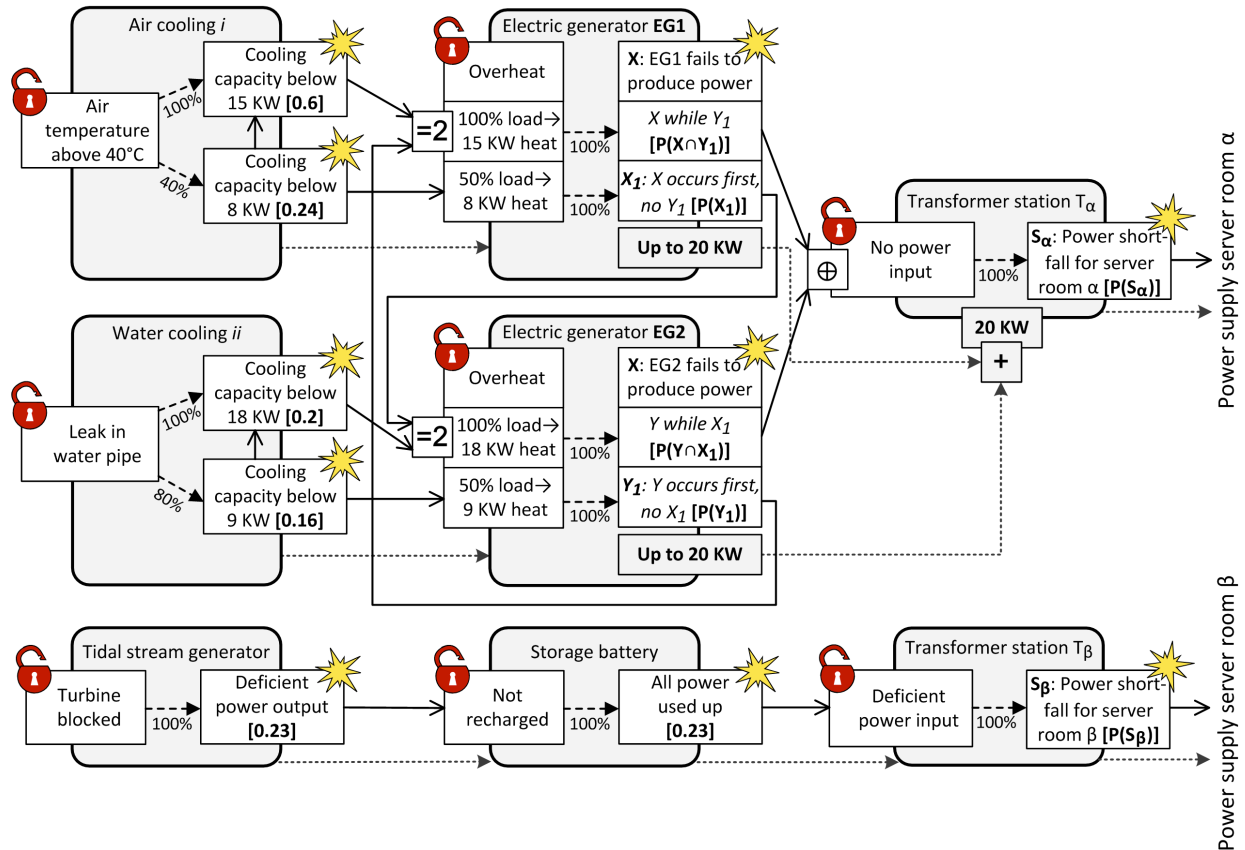 Air cooling i
Air
temperature
above 40°C
100%
40%
Cooling
capacity below
15 KW [0.6]
Cooling
capacity below
8 KW [0.24]
Electric generator EG1
Overheat
=2
100% load→
15 KW heat
50% load→
8 KW heat
100%
100%
X: EG1 fails to
produce power
X while Y1
[P(X∩Y1)]
X1: X occurs first,
no Y1 [P(X1)]
Up to 20 KW
Water cooling ii
Leak in
water pipe
100%
80%
Cooling
capacity below
18 KW [0.2]
Cooling
capacity below
9 KW [0.16]
Electric generator EG2
Overheat
=2
100% load→
18 KW heat
50% load→
9 KW heat
100%
100%
X: EG2 fails to
produce power
Y while X1
[P(Y∩X1)]
Y1: Y occurs first,
no X1 [P(Y1)]
Up to 20 KW
⊕
Transformer station Tα
No power
input
100%
Sα: Power short-
fall for server
room α [P(Sα)]
20 KW
+
Power supply server room α
Tidal stream generator
Turbine
blocked
100%
Deficient
power output
[0.23]
Storage battery
Not
recharged
100%
All power
used up
[0.23]
Transformer station Tβ
Deficient
power input
100%
Sβ: Power short-
fall for server
room β [P(Sβ)]
Power supply server room β